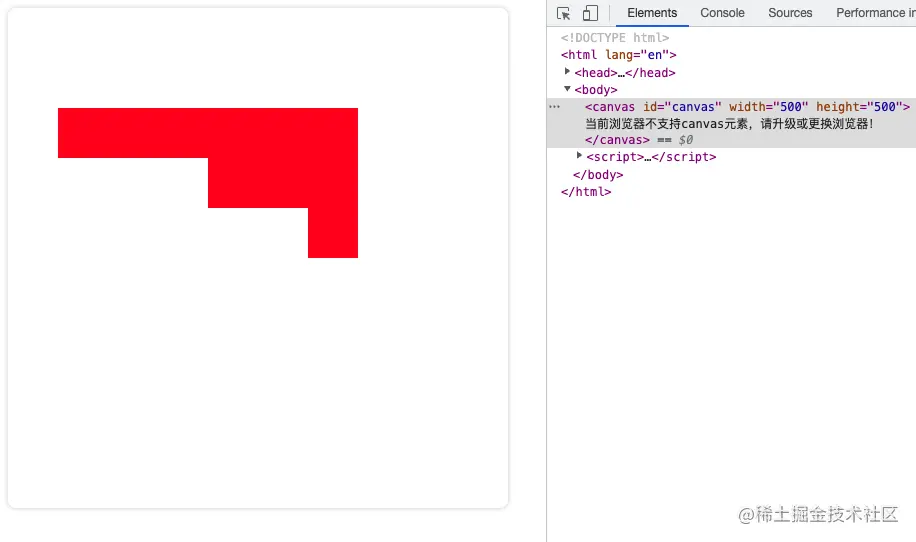 Elements Console Sources Performance in
<!DOCTYPE html>
<html lang="en">
<head>…</head>
<body>
<canvas id="canvas" width="500" height="500">
当前浏览器不支持canvas元素，请升级或更换浏览器！
</canvas> == $0
<script>…</script>
</body>
</html>
@稀土掘金技术社区